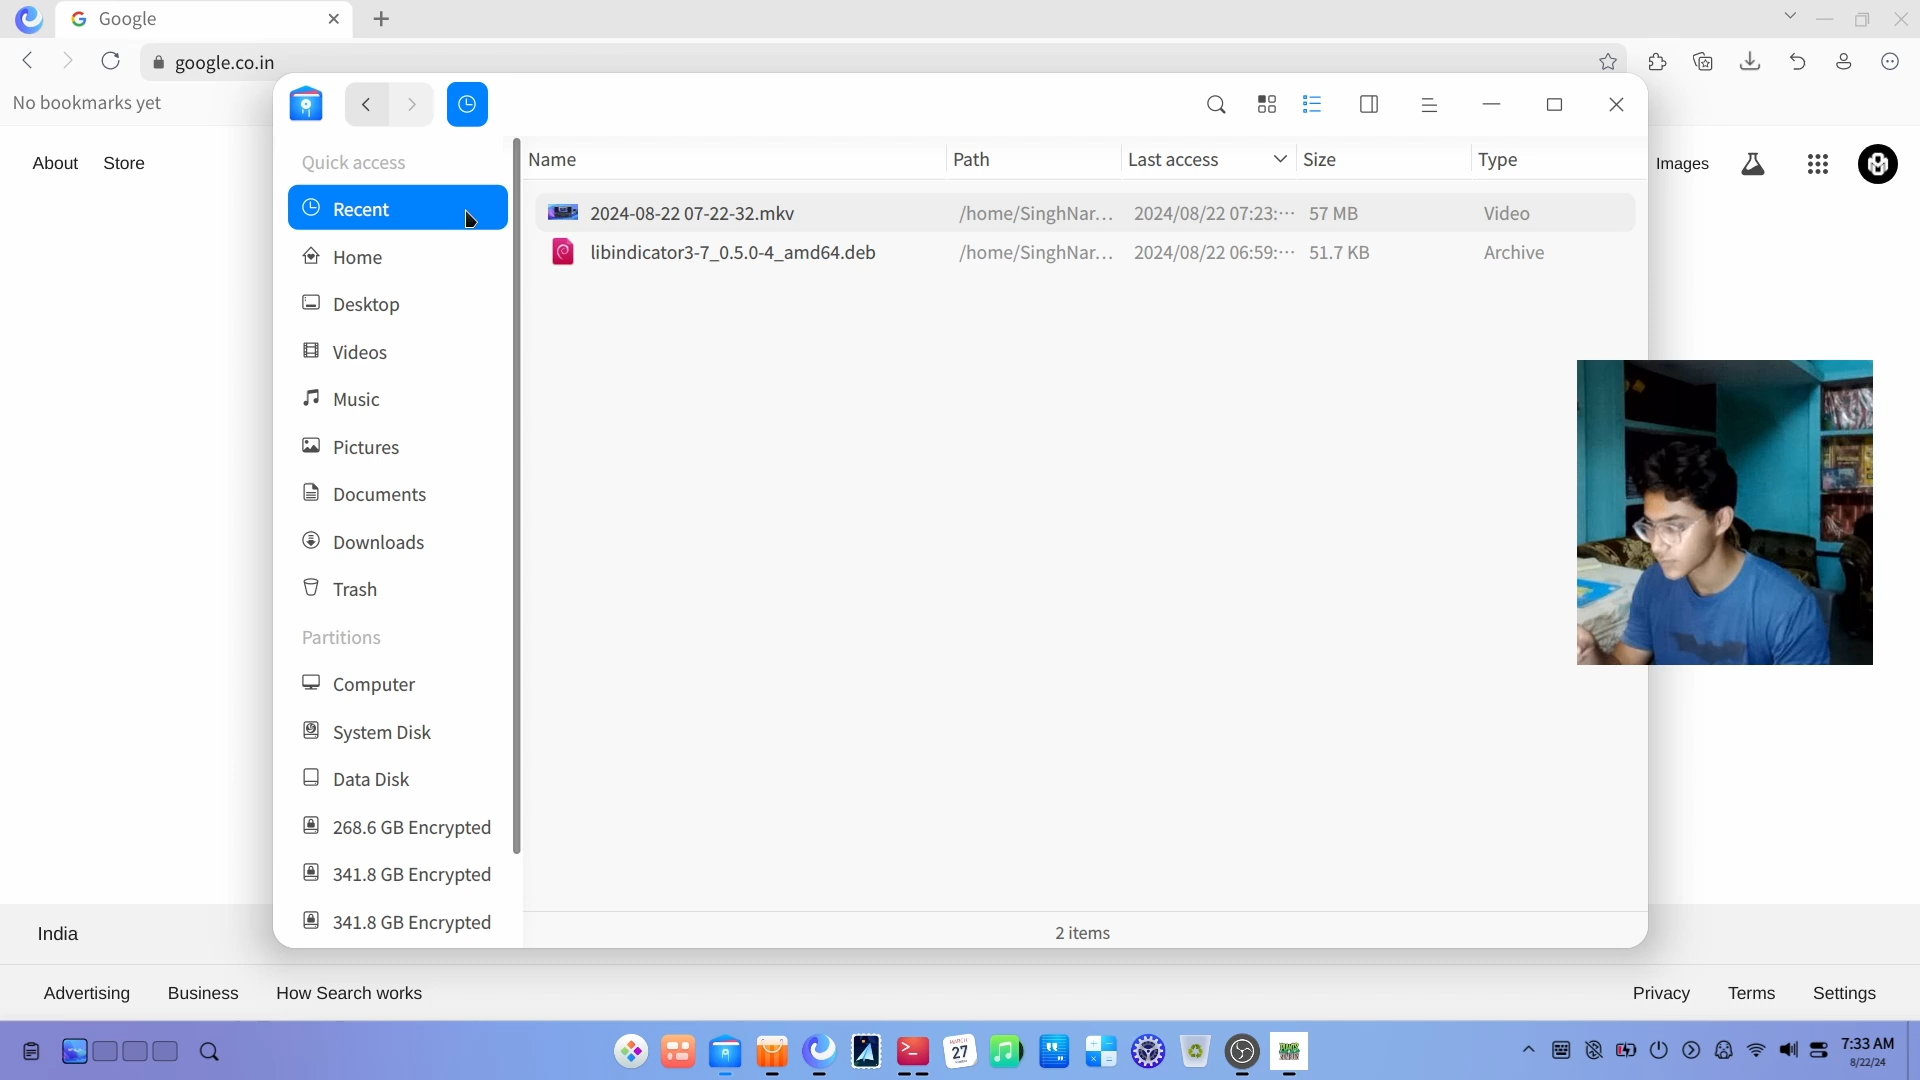 Google
google.co.in
No bookmarks yet
About Store
Images
Quick access
Recent
Home
Desktop
Videos
Music
Pictures
Documents
Downloads
Trash
Partitions
Computer
System Disk
Data Disk
268.6 GB Encrypted
341.8 GB Encrypted
341.8 GB Encrypted
Name Path Last access Size Type
2024-08-22 07-22-32.mkv /home/SinghNar... 2024/08/22 07:23:··· 57 MB Video
libindicator3-7_0.5.0-4_amd64.deb /home/SinghNar... 2024/08/22 06:59:··· 51.7 KB Archive
2 items
India
Advertising Business How Search works
Privacy Terms Settings
MARCH
27
7:33 AM
8/22/24